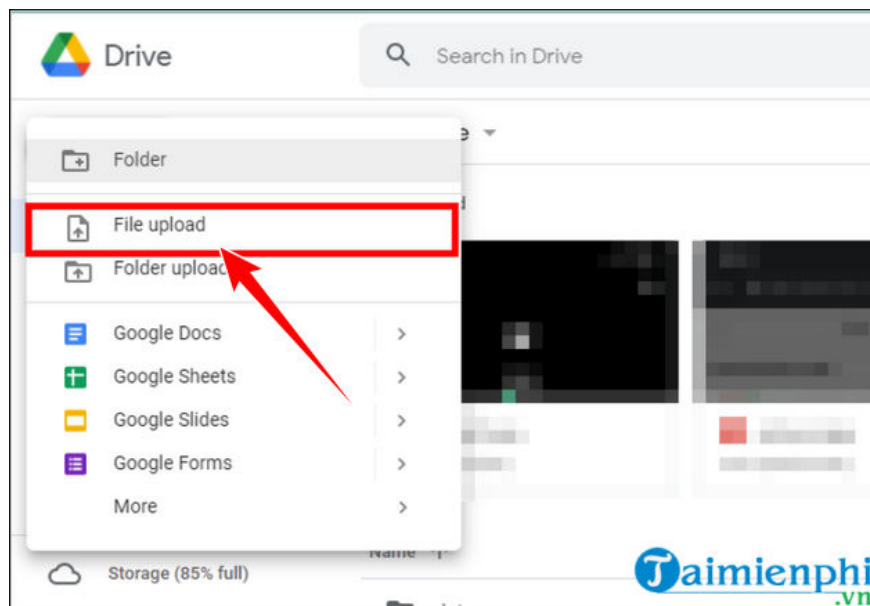 Drive
Search in Drive
Folder
File upload
Folder upload
Google Docs
Google Sheets
Google Slides
Google Forms
More
Name
Storage (85% full)
Taimienphi
.vn